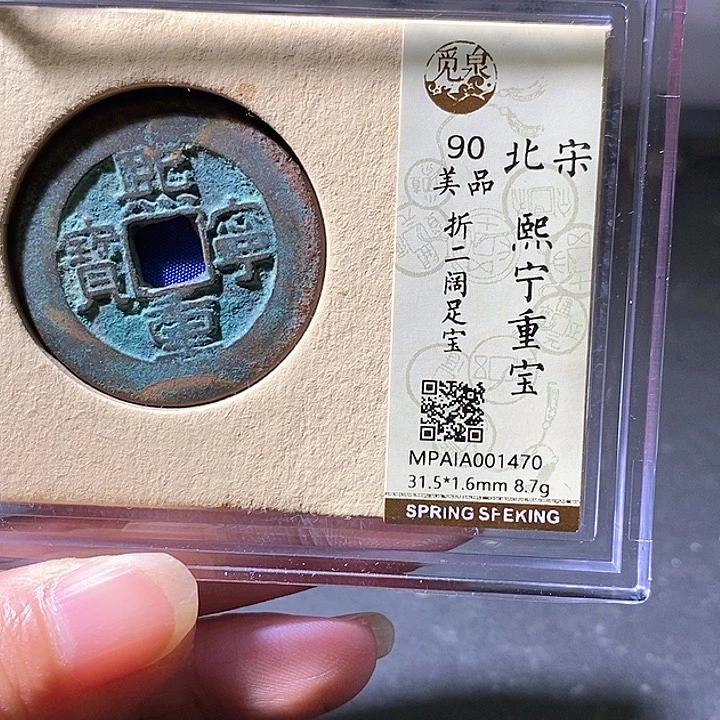 熙寧重寶
觅泉
北宋
熙宁重宝
90
美品
折二阔足宝
MPAIA001470
31.5*1.6mm 8.7g
SPRING SEEKING